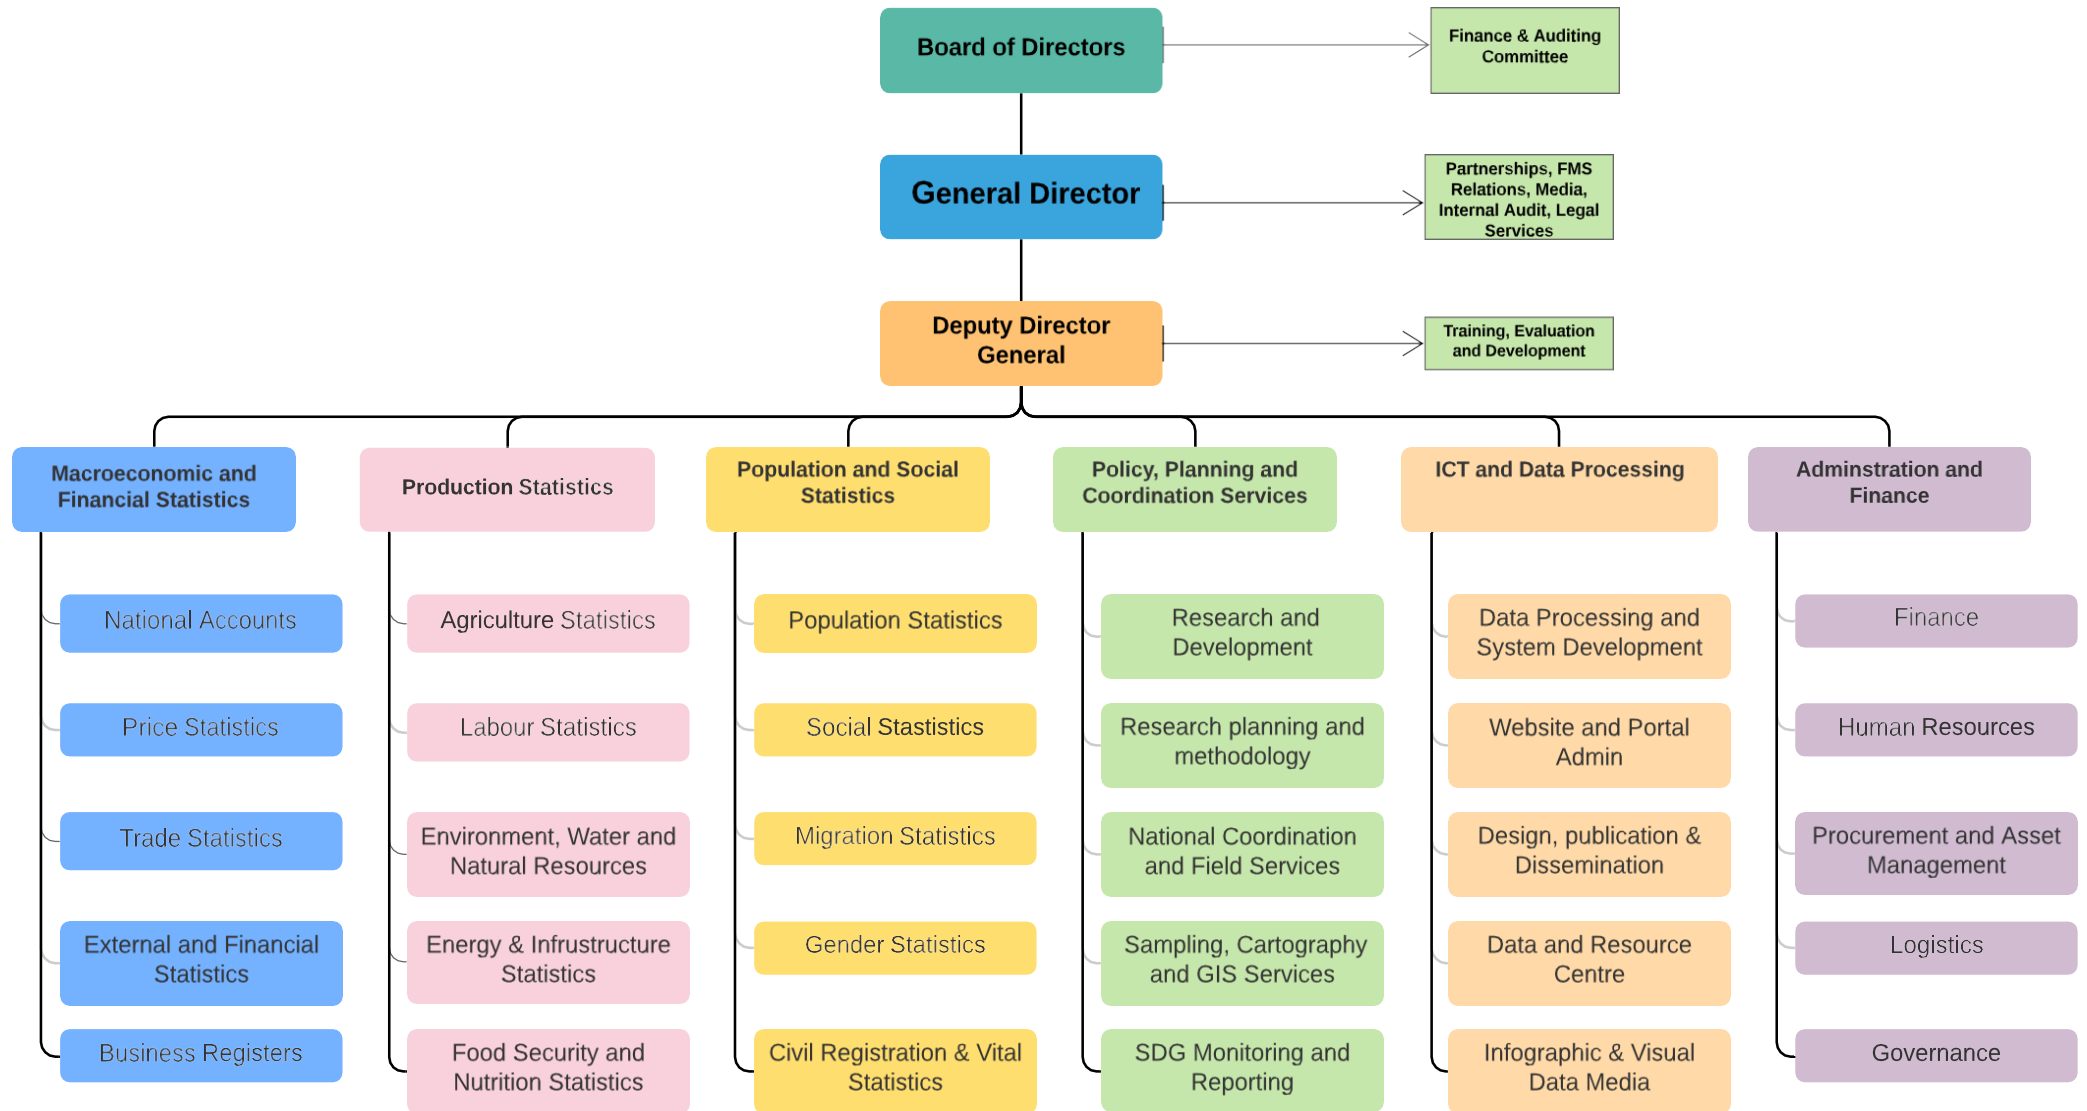 Board of Directors
Finance & Auditing
Committee
General Director
Partnerships, FMS
Relations, Media,
Internal Audit, Legal
Services
Deputy Director
General
Training, Evaluation
and Development
Macroeconomic and
Financial Statistics
National Accounts
Price Statistics
Trade Statistics
External and Financial
Statistics
Business Registers
Production Statistics
Agriculture Statistics
Labour Statistics
Environment, Water and
Natural Resources
Energy & Infrustructure
Statistics
Food Security and
Nutrition Statistics
Population and Social
Statistics
Population Statistics
Social Stastistics
Migration Statistics
Gender Statistics
Civil Registration & Vital
Statistics
Policy, Planning and
Coordination Services
Research and
Development
Research planning and
methodology
National Coordination
and Field Services
Sampling, Cartography
and GIS Services
SDG Monitoring and
Reporting
ICT and Data Processing
Data Processing and
System Development
Website and Portal
Admin
Design, publication &
Dissemination
Data and Resource
Centre
Infographic & Visual
Data Media
Adminstration and
Finance
Finance
Human Resources
Procurement and Asset
Management
Logistics
Governance